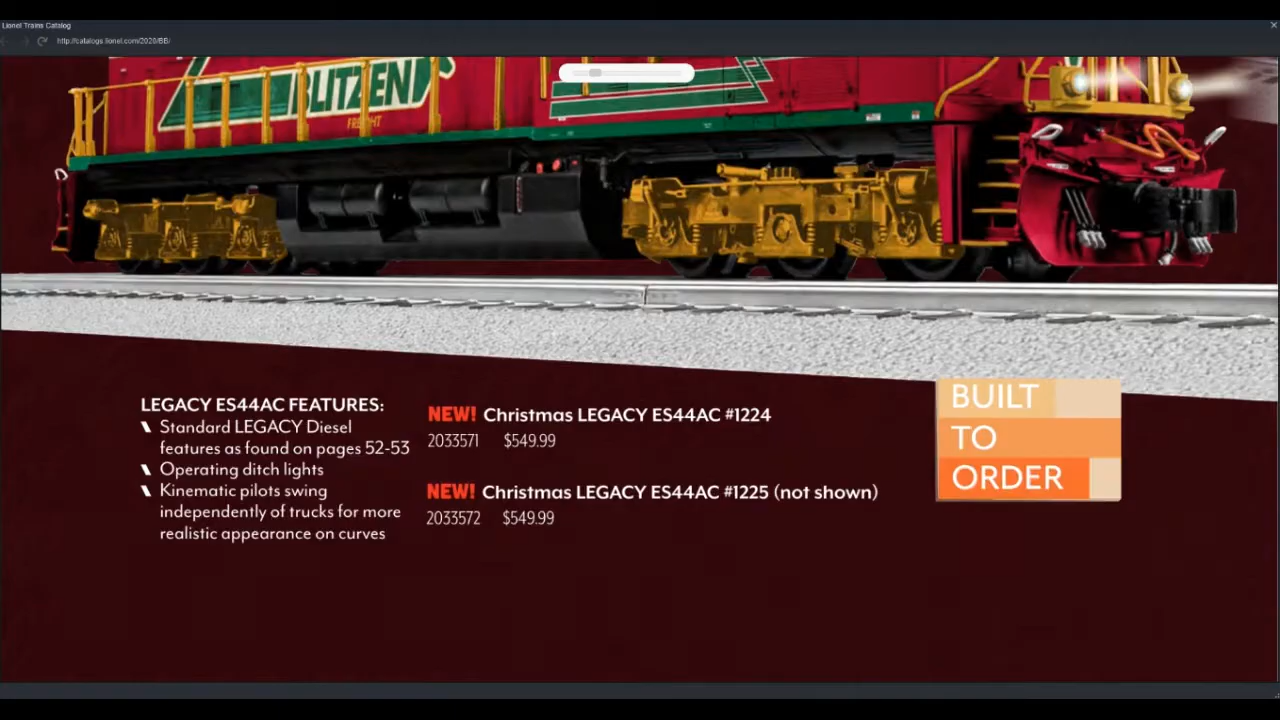 Lionel Trains Catalog
http://catalogs.lionel.com/2020/BB/
BLITZEN
FREIGHT
LEGACY ES44AC FEATURES:
Standard LEGACY Diesel
features as found on pages 52-53
Operating ditch lights
Kinematic pilots swing
independently of trucks for more
realistic appearance on curves
NEW! Christmas LEGACY ES44AC #1224
2033571 $549.99
NEW! Christmas LEGACY ES44AC #1225 (not shown)
2033572 $549.99
BUILT
TO
ORDER